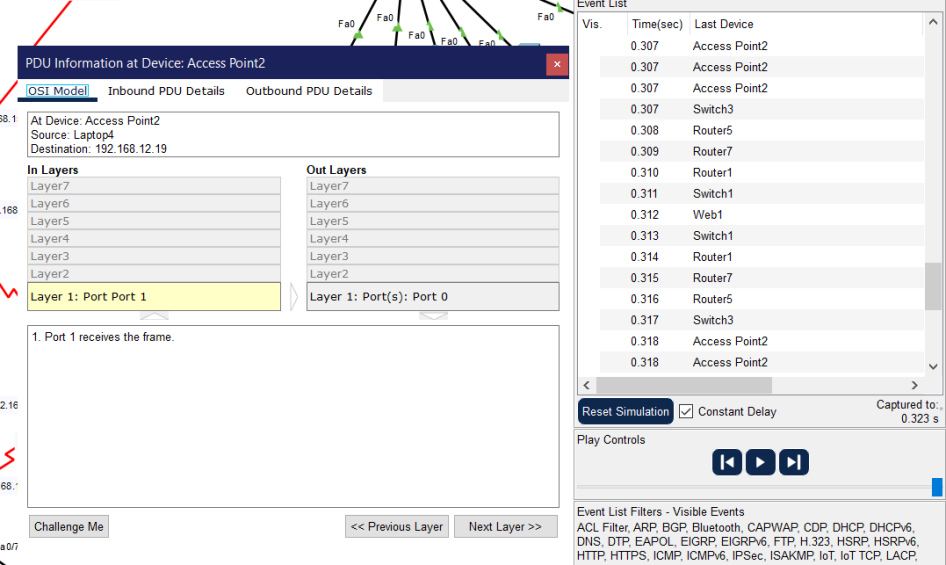 Fa0
Fa0
Fa0
Fa0
Fa0
Fa0
PDU Information at Device: Access Point2
OSI Model Inbound PDU Details Outbound PDU Details
At Device: Access Point2
Source: Laptop4
Destination: 192.168.12.19
In Layers Out Layers
Layer7 Layer7
Layer6 Layer6
Layer5 Layer5
Layer4 Layer4
Layer3 Layer3
Layer2 Layer2
Layer 1: Port Port 1 Layer 1: Port(s): Port 0
1. Port 1 receives the frame.
Challenge Me << Previous Layer Next Layer >>
68.1
.168
2.16
68.
a0/7
Event List
Vis. Time(sec) Last Device
0.307 Access Point2
0.307 Access Point2
0.307 Access Point2
0.307 Switch3
0.308 Router5
0.309 Router7
0.310 Router1
0.311 Switch1
0.312 Web1
0.313 Switch1
0.314 Router1
0.315 Router7
0.316 Router5
0.317 Switch3
0.318 Access Point2
0.318 Access Point2
Reset Simulation Constant Delay
Captured to:
0.323 s
Play Controls
Event List Filters - Visible Events
ACL Filter, ARP, BGP, Bluetooth, CAPWAP, CDP, DHCP, DHCPv6,
DNS, DTP, EAPOL, EIGRP, EIGRPv6, FTP, H.323, HSRP, HSRPv6,
HTTP, HTTPS, ICMP, ICMPv6, IPSec, ISAKMP, IoT, IoT TCP, LACP,